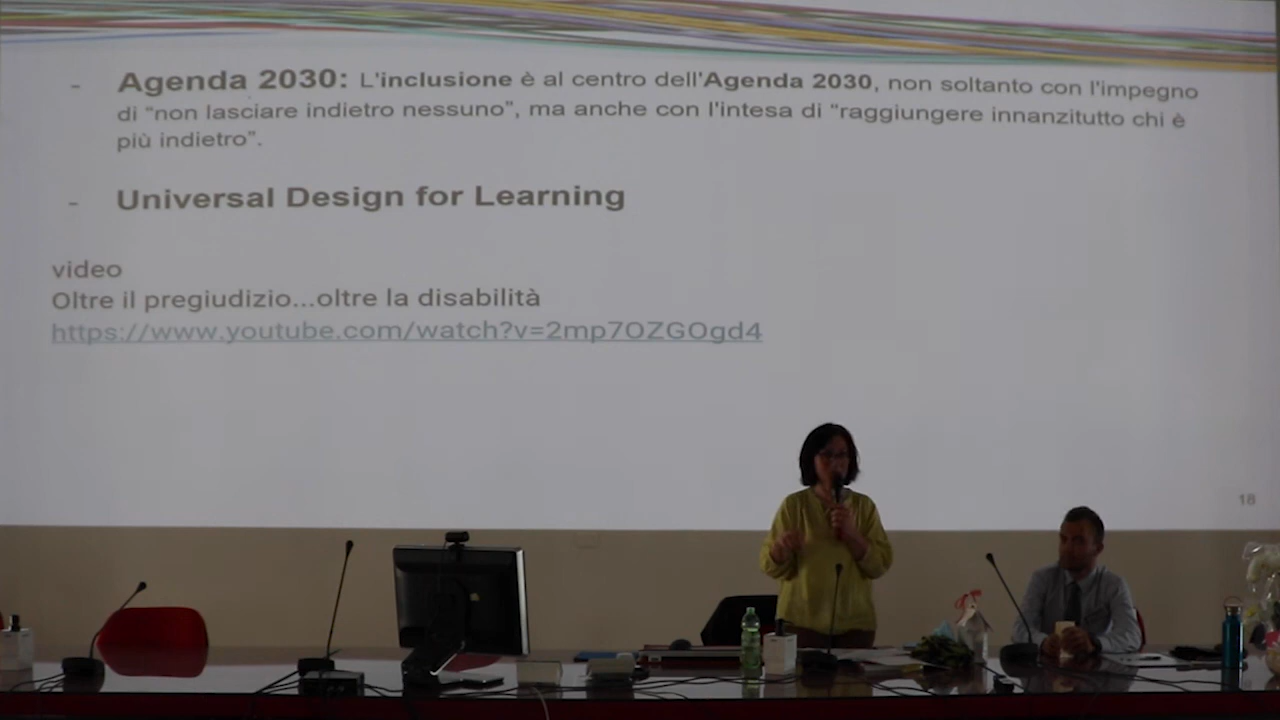 - Agenda 2030: L'inclusione è al centro dell'Agenda 2030, non soltanto con l'impegno
di “non lasciare indietro nessuno”, ma anche con l'intesa di “raggiungere innanzitutto chi è
più indietro”.
- Universal Design for Learning
video
Oltre il pregiudizio...oltre la disabilità
https://www.youtube.com/watch?v=2mp7OZGOgd4
18